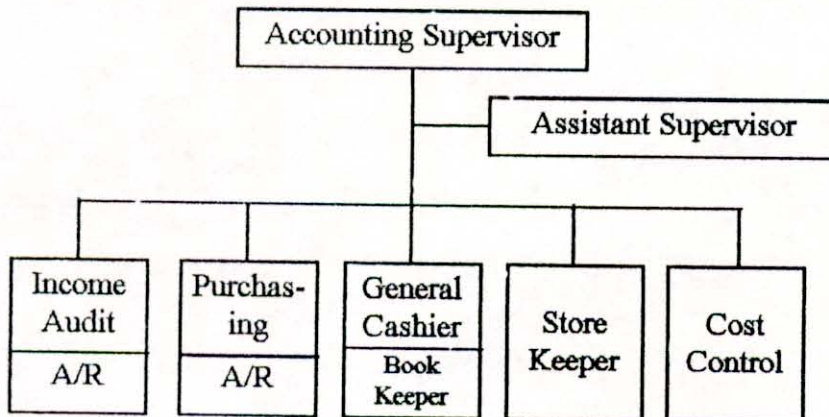 Accounting Supervisor
Assistant Supervisor
Income
Audit
A/R
Purchas-
ing
A/R
General
Cashier
Book
Keeper
Store
Keeper
Cost
Control